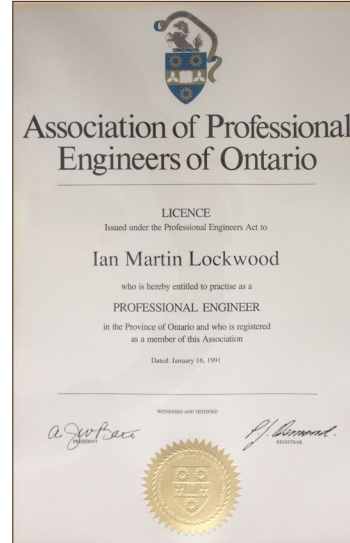 Association of Professional
Engineers of Ontario
LICENCE
Issued under the Professional Engineers Act to
Ian Martin Lockwood
who is hereby entitled to practise as a
PROFESSIONAL ENGINEER
in the Province of Ontario and who is registered
as a member of this Association
Dated: January 16, 1991
WITNESSED AND TESTIFIED
PRESIDENT
REGISTRAR